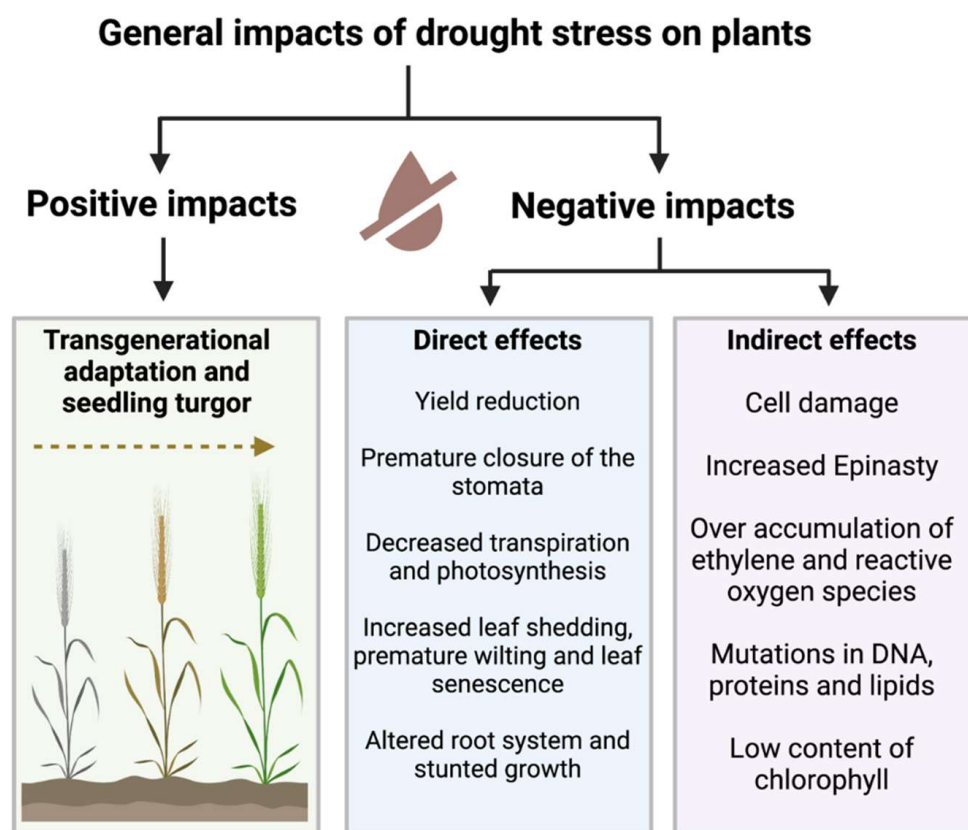 General impacts of drought stress on plants
Positive impacts
Negative impacts
Transgenerational
adaptation and
seedling turgor
Direct effects
Yield reduction
Premature closure of the
stomata
Decreased transpiration
and photosynthesis
Increased leaf shedding,
premature wilting and leaf
senescence
Altered root system and
stunted growth
Indirect effects
Cell damage
Increased Epinasty
Over accumulation of
ethylene and reactive
oxygen species
Mutations in DNA,
proteins and lipids
Low content of
chlorophyll